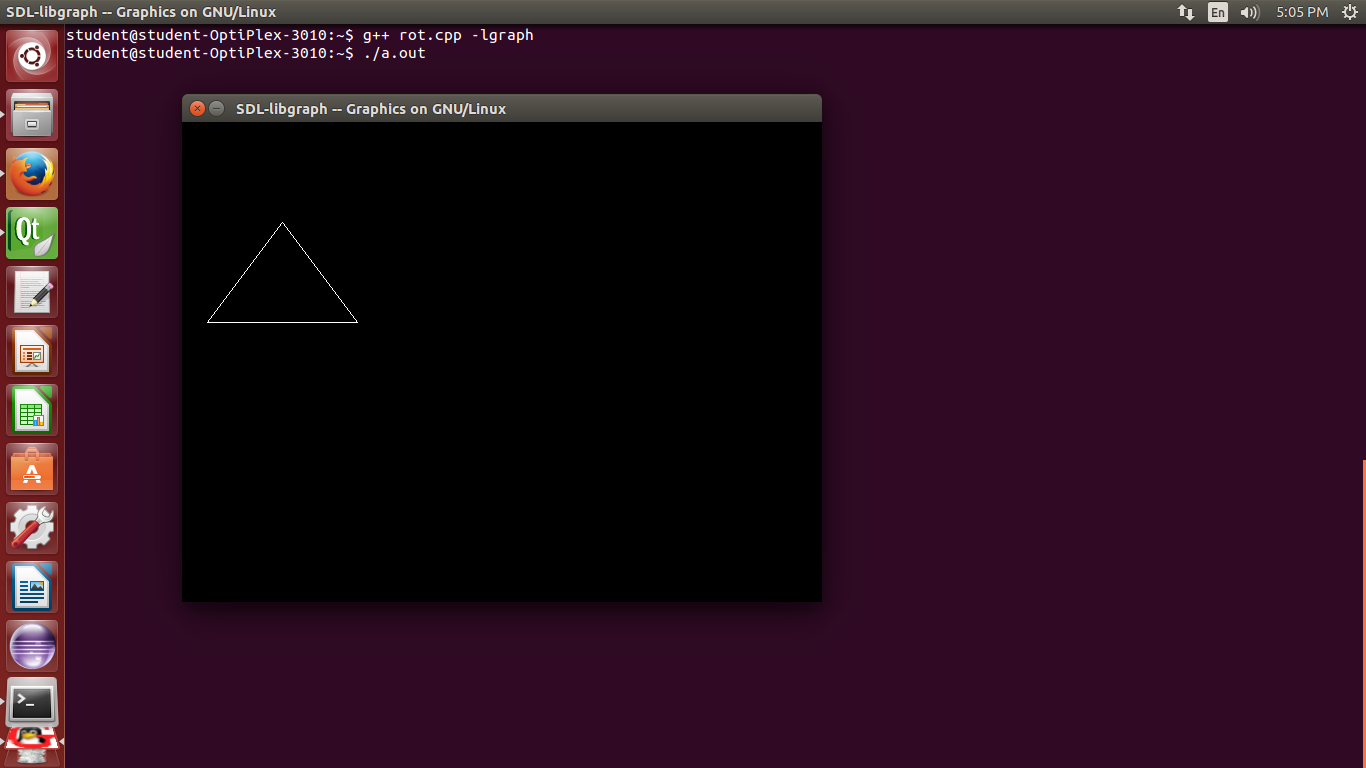 SDL-libgraph -- Graphics on GNU/Linux
En
5:05 PM
student@student-OptiPlex-3010:~$ g++ rot.cpp -lgraph
student@student-OptiPlex-3010:~$ ./a.out
SDL-libgraph -- Graphics on GNU/Linux
Qt
A
>_